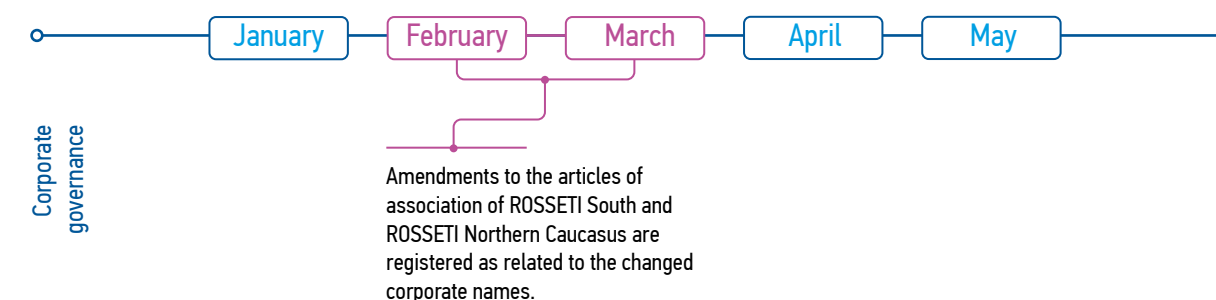 January February March April May
Corporate
governance
Amendments to the articles of
association of ROSSETI South and
ROSSETI Northern Caucasus are
registered as related to the changed
corporate names.